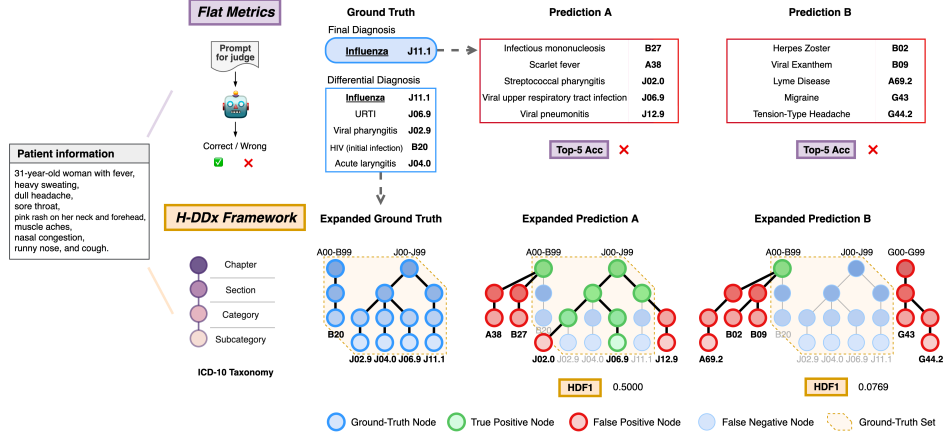 Flat Metrics
Prompt
for judge
Correct / Wrong
Patient information
31-year-old woman with fever,
heavy sweating,
dull headache,
sore throat,
pink rash on her neck and forehead,
muscle aches,
nasal congestion,
runny nose, and cough.
H-DDx Framework
Chapter
Section
Category
Subcategory
ICD-10 Taxonomy
Ground Truth
Final Diagnosis
Influenza J11.1
Differential Diagnosis
Influenza J11.1
URTI J06.9
Viral pharyngitis J02.9
HIV (initial infection) B20
Acute laryngitis J04.0
Prediction A
Infectious mononucleosis B27
Scarlet fever A38
Streptococcal pharyngitis J02.0
Viral upper respiratory tract infection J06.9
Viral pneumonitis J12.9
Top-5 Acc
Prediction B
Herpes Zoster B02
Viral Exanthem B09
Lyme Disease A69.2
Migraine G43
Tension-Type Headache G44.2
Top-5 Acc
Expanded Ground Truth
A00-B99 J00-J99
B20
J02.9 J04.0 J06.9 J11.1
Expanded Prediction A
A00-B99 J00-J99
A38 B27 B20
J02.0 J02.9 J04.0 J06.9 J11.1 J12.9
HDF1 0.5000
Expanded Prediction B
A00-B99 J00-J99 G00-G99
B02 B09 B20 G43
A69.2 J02.9 J04.0 J06.9 J11.1 G44.2
HDF1 0.0769
Ground-Truth Node True Positive Node False Positive Node False Negative Node Ground-Truth Set